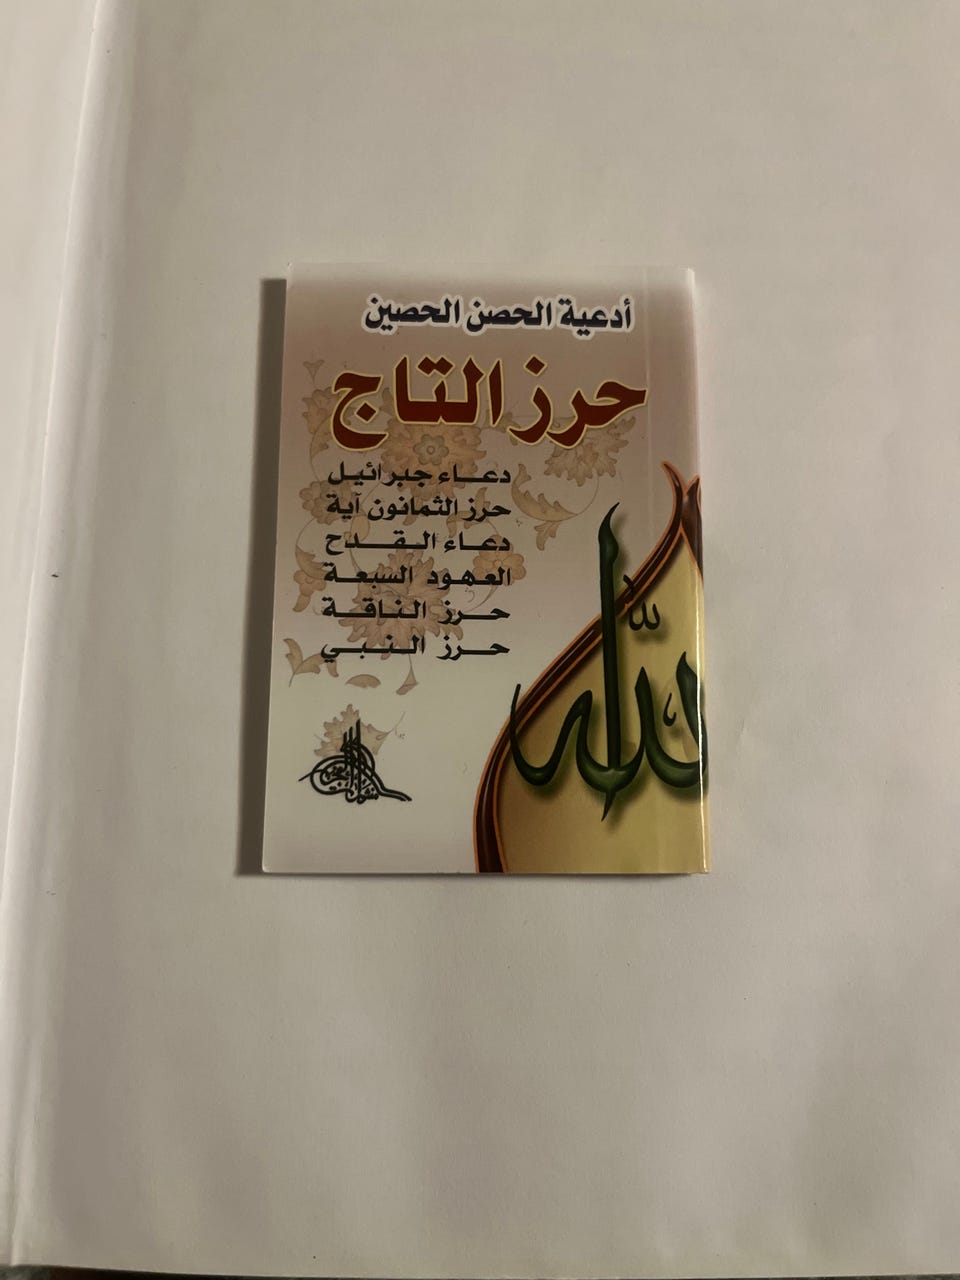 أدعية الحصن الحصين
حرز التاج
دعاء جبرائيل
حرز الثمانون آية
دعاء القدح
العهود السبعة
حرز الناقة
حرز النبي
الله